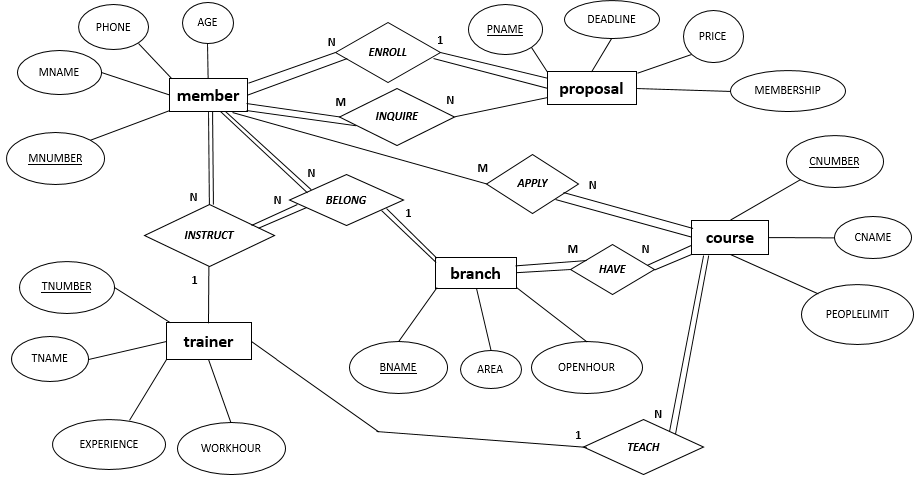 AGE
PHONE
PNAME
DEADLINE
PRICE
N
ENROLL
1
MNAME
member
proposal
MEMBERSHIP
M
INQUIRE
N
MNUMBER
CNUMBER
M
APPLY
N
N
N
N
BELONG
1
INSTRUCT
course
CNAME
M
HAVE
N
branch
1
TNUMBER
PEOPLELIMIT
trainer
TNAME
BNAME
AREA
OPENHOUR
EXPERIENCE
WORKHOUR
N
1
TEACH